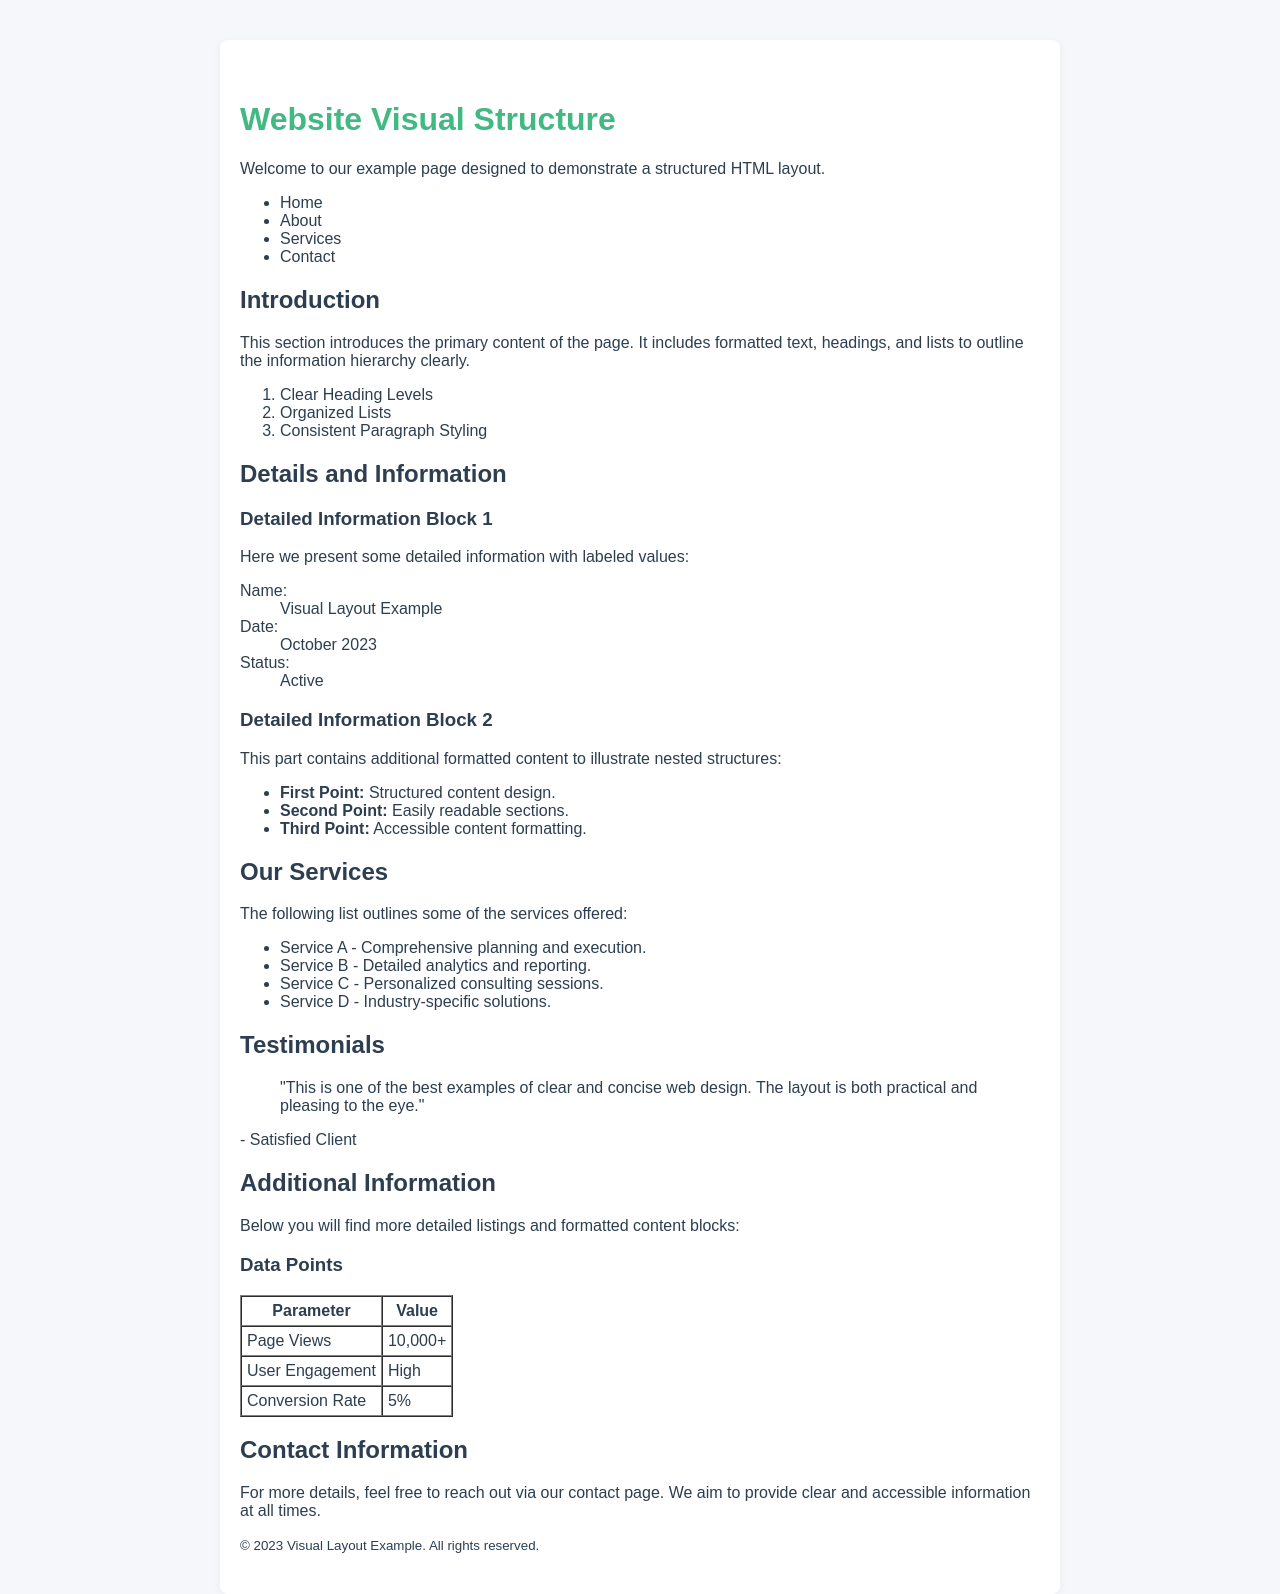 Website Visual Structure
Welcome to our example page designed to demonstrate a structured HTML layout.
• Home
• About
• Services
• Contact
Introduction
This section introduces the primary content of the page. It includes formatted text, headings, and lists to outline
the information hierarchy clearly.
1. Clear Heading Levels
2. Organized Lists
3. Consistent Paragraph Styling
Details and Information
Detailed Information Block 1
Here we present some detailed information with labeled values:
Name:
Visual Layout Example
Date:
October 2023
Status:
Active
Detailed Information Block 2
This part contains additional formatted content to illustrate nested structures:
• First Point: Structured content design.
• Second Point: Easily readable sections.
• Third Point: Accessible content formatting.
Our Services
The following list outlines some of the services offered:
• Service A - Comprehensive planning and execution.
• Service B - Detailed analytics and reporting.
• Service C - Personalized consulting sessions.
• Service D - Industry-specific solutions.
Testimonials
"This is one of the best examples of clear and concise web design. The layout is both practical and
pleasing to the eye."
- Satisfied Client
Additional Information
Below you will find more detailed listings and formatted content blocks:
Data Points
Parameter Value
Page Views 10,000+
User Engagement High
Conversion Rate 5%
Contact Information
For more details, feel free to reach out via our contact page. We aim to provide clear and accessible information
at all times.
© 2023 Visual Layout Example. All rights reserved.